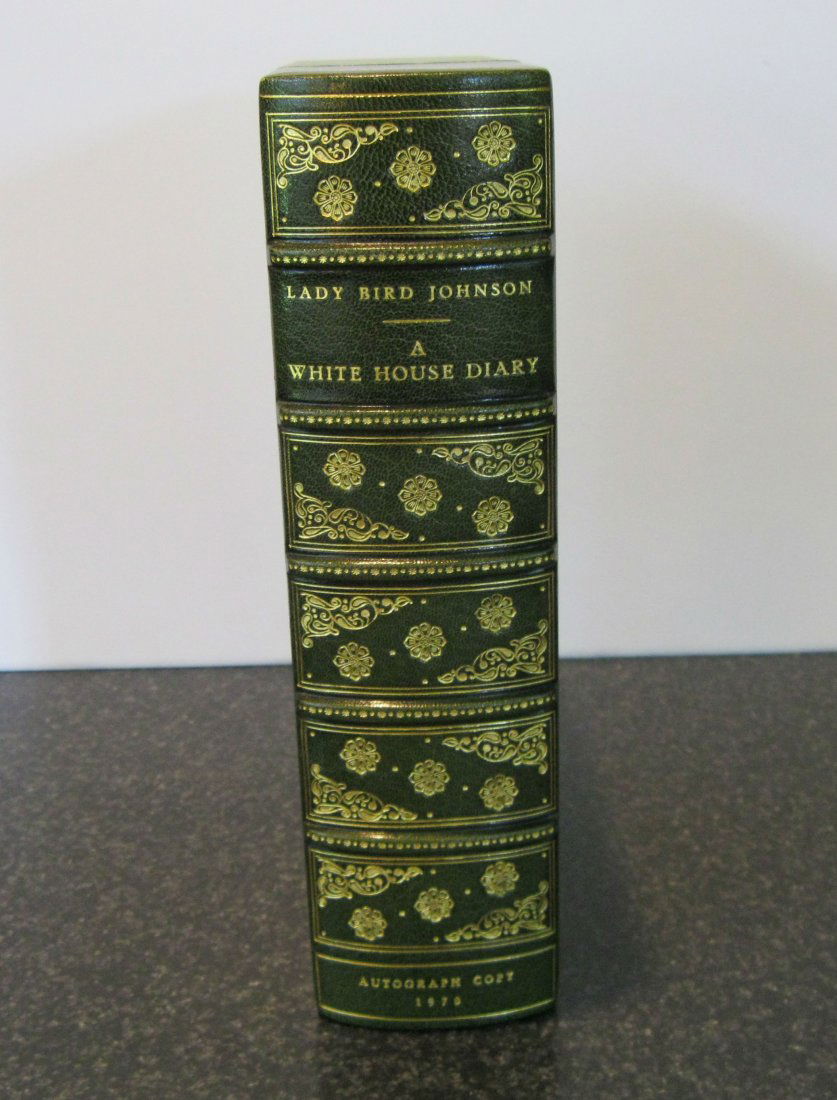 LADY BIRD JOHNSON
A
WHITE HOUSE DIARY
AUTOGRAPH COPY
1970